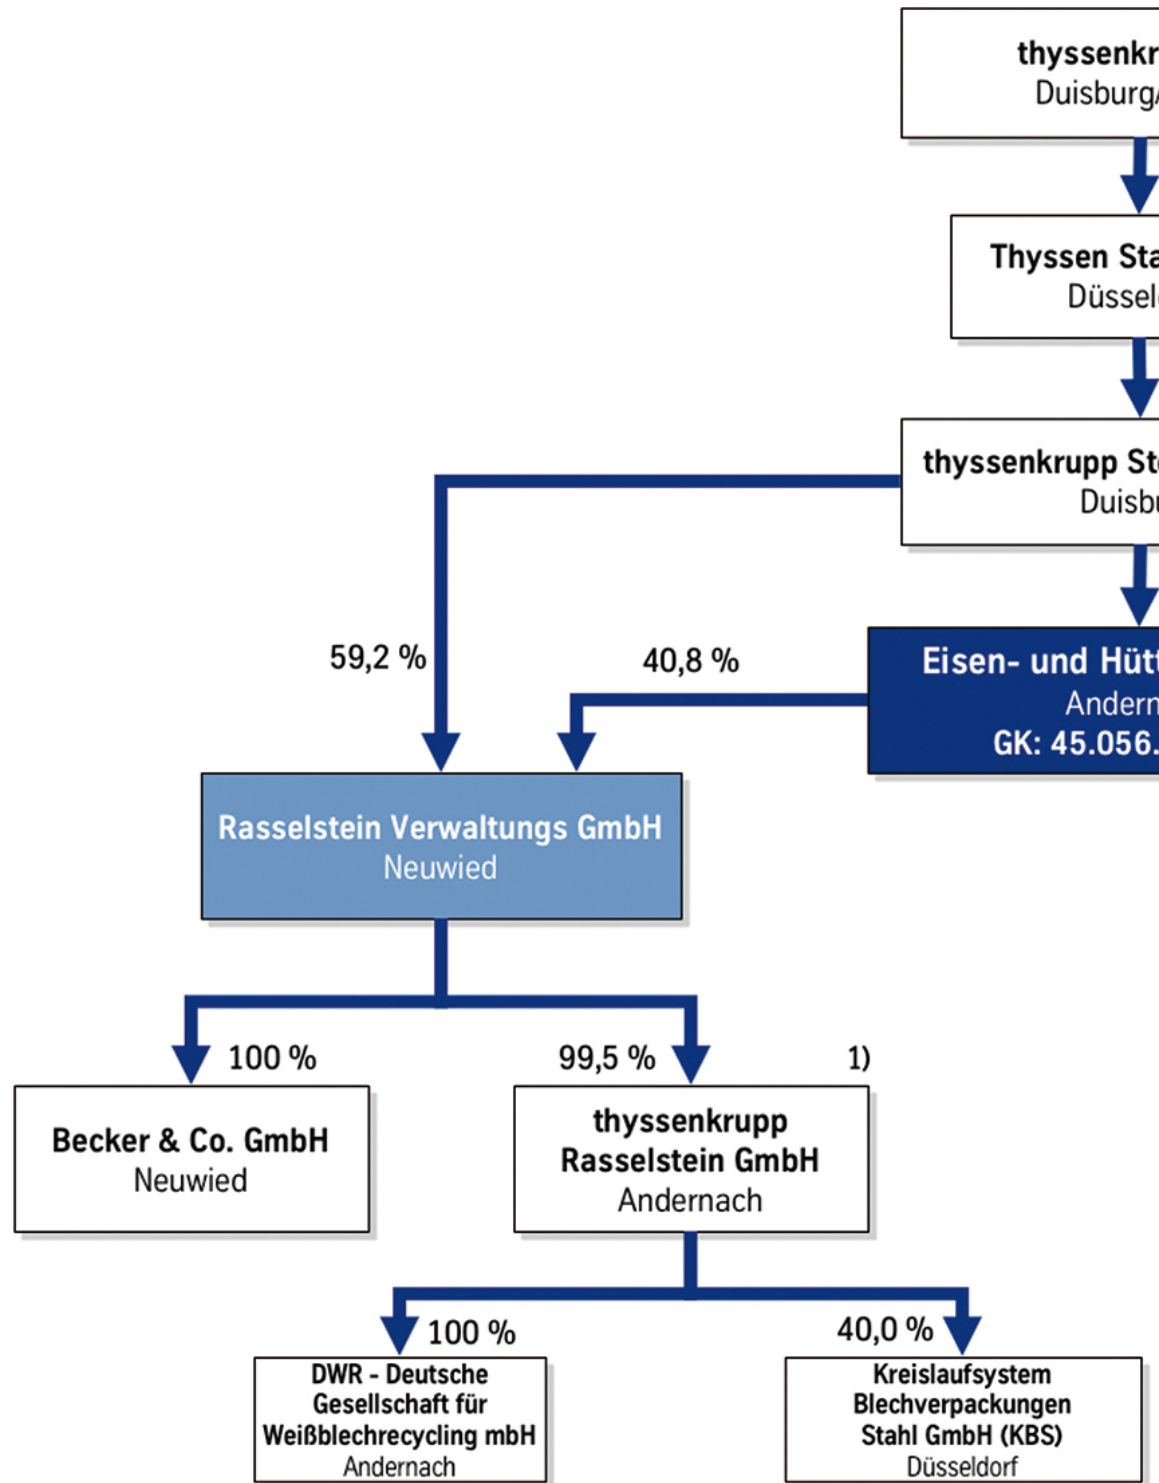 thyssenkr
Duisburg/
Thyssen Sta
Düssel
thyssenkrupp Ste
Duisbu
59,2 %
40,8 %
Eisen- und Hütt
Andern
GK: 45.056.
Rasselstein Verwaltungs GmbH
Neuwied
100 %
99,5 %
1)
Becker & Co. GmbH
Neuwied
thyssenkrupp
Rasselstein GmbH
Andernach
100 %
40,0 %
DWR - Deutsche
Gesellschaft für
Weißblechrecycling mbH
Andernach
Kreislaufsystem
Blechverpackungen
Stahl GmbH (KBS)
Düsseldorf